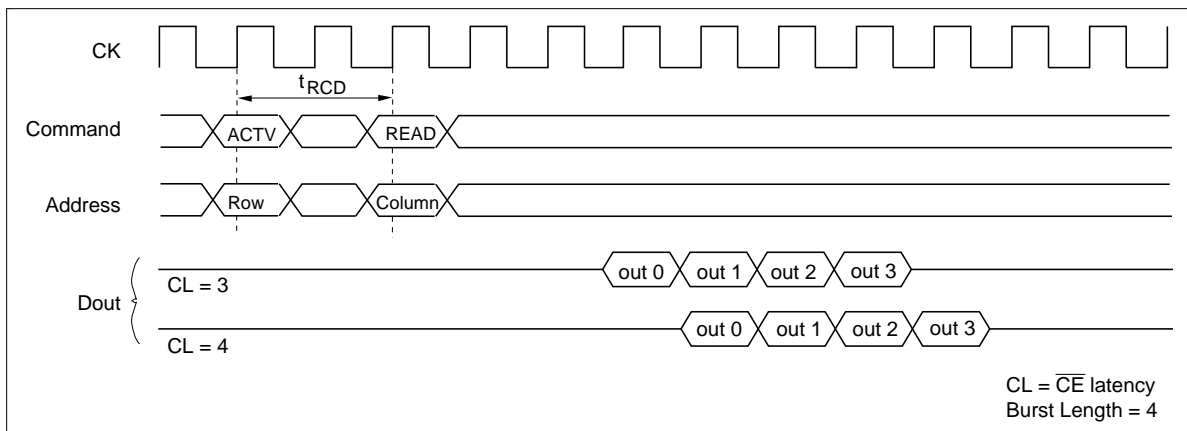 CK
tRCD
Command
ACTV
READ
Address
Row
Column
Dout
CL = 3
out 0
out 1
out 2
out 3
CL = 4
out 0
out 1
out 2
out 3
CL = C̅E̅ latency
Burst Length = 4